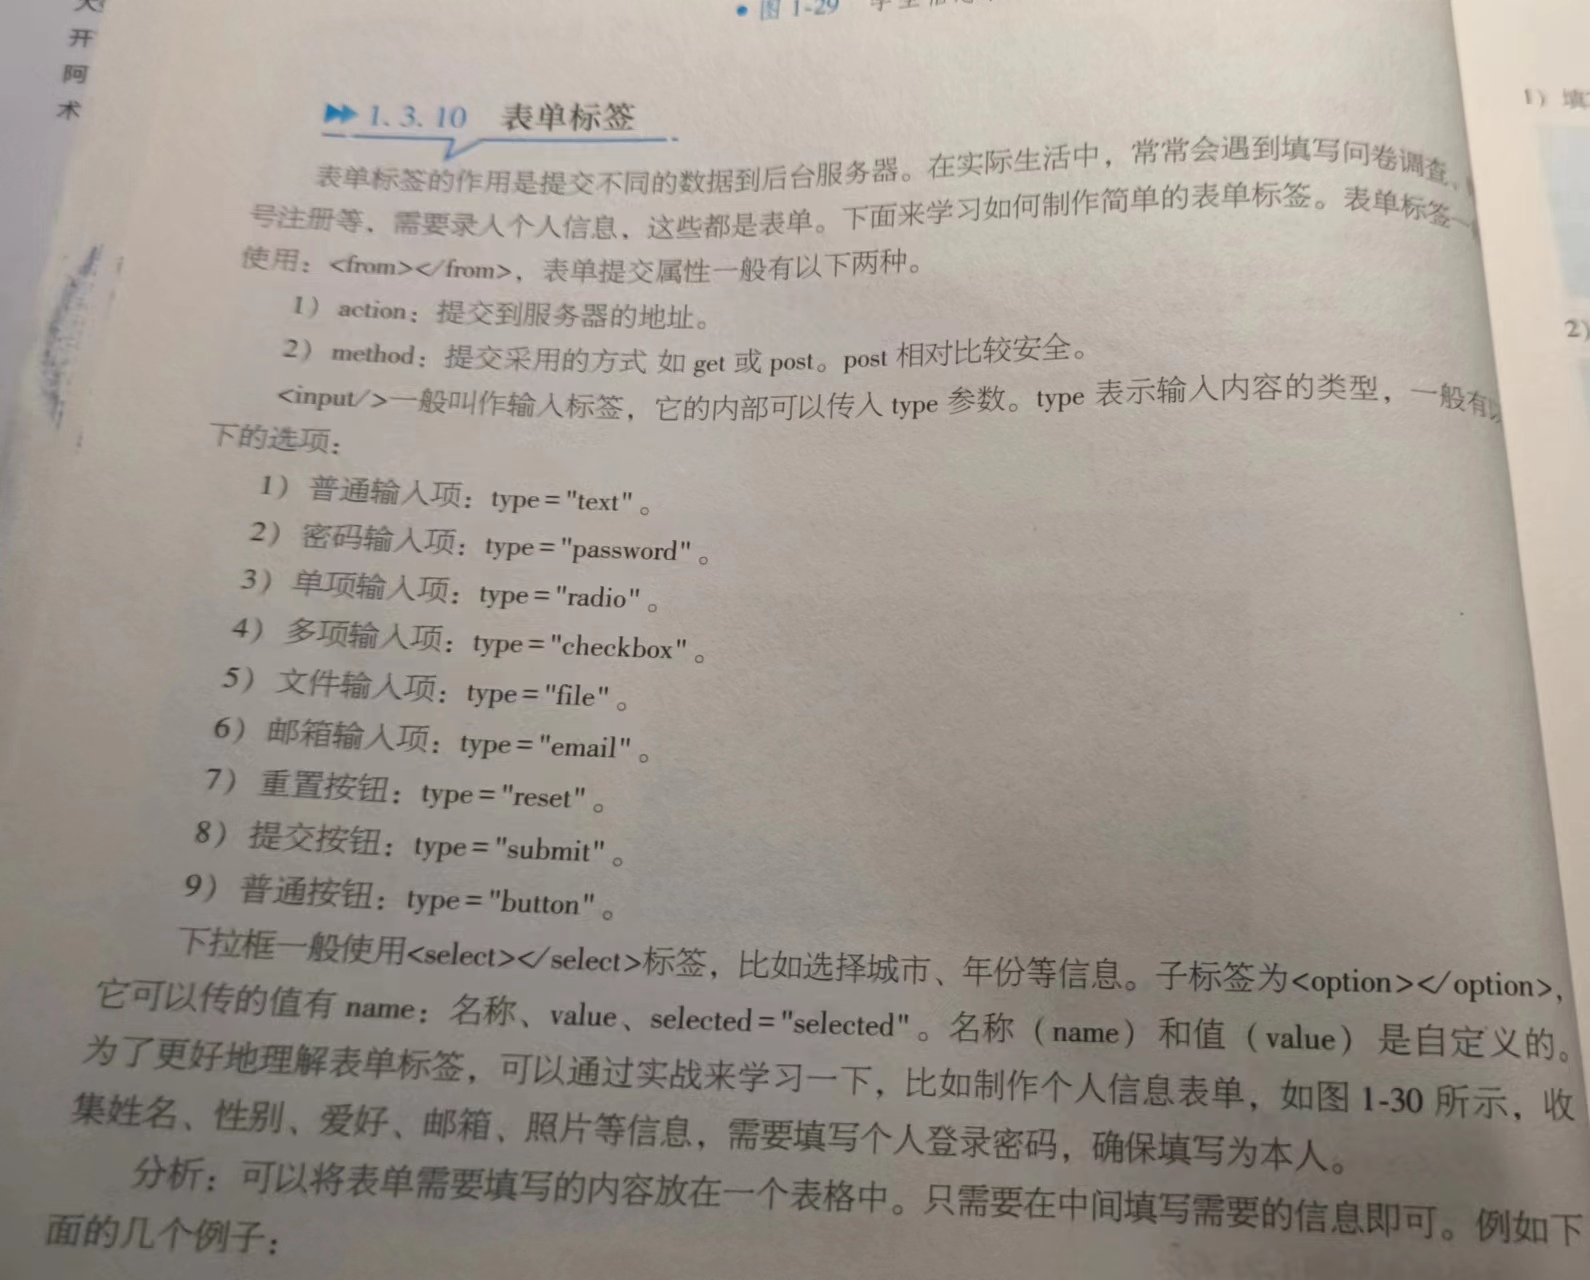 开
阿
术
图 1-29
1.3.10 表单标签
表单标签的作用是提交不同的数据到后台服务器。在实际生活中，常常会遇到填写问卷调查、
号注册等，需要录人个人信息，这些都是表单。下面来学习如何制作简单的表单标签。表单标签一
使用：<from></from>，表单提交属性一般有以下两种。
1）action：提交到服务器的地址。
2）method：提交采用的方式 如 get 或 post。post 相对比较安全。
<input/>一般叫作输入标签，它的内部可以传人 type 参数。type 表示输入内容的类型，一般有以
下的选项：
1）普通输入项：type="text"。
2）密码输入项：type="password"。
3）单项输入项：type="radio"。
4）多项输入项：type="checkbox"。
5）文件输入项：type="file"。
6）邮箱输入项：type="email"。
7）重置按钮：type="reset"。
8）提交按钮：type="submit"。
9）普通按钮：type="button"。
下拉框一般使用<select></select>标签，比如选择城市、年份等信息。子标签为<option></option>，
它可以传的值有 name：名称、value、selected="selected"。名称（name）和值（value）是自定义的。
为了更好地理解表单标签，可以通过实战来学习一下，比如制作个人信息表单，如图 1-30 所示，收
集姓名、性别、爱好、邮箱、照片等信息，需要填写个人登录密码，确保填写为本人。
分析：可以将表单需要填写的内容放在一个表格中。只需要在中间填写需要的信息即可。例如下
面的几个例子：
1）填
2）